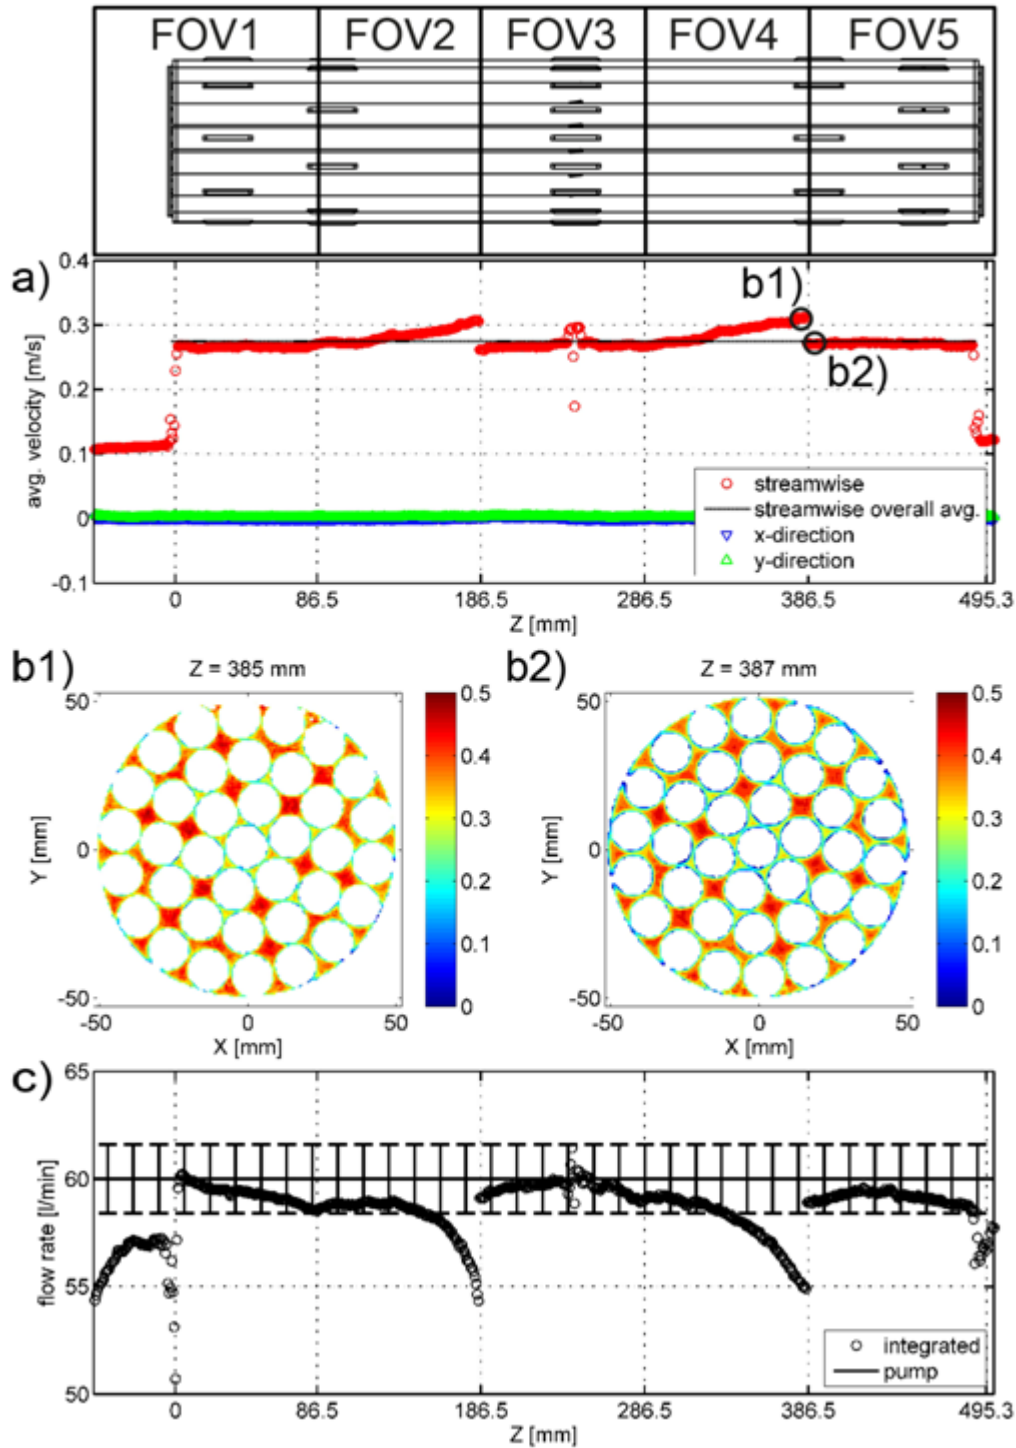 FOV1 FOV2 FOV3 FOV4 FOV5
a)
0.4
0.3
0.2
0.1
0
-0.1
avg. velocity [m/s]
b1)
b2)
streamwise
streamwise overall avg.
x-direction
y-direction
0 86.5 186.5 286.5 386.5 495.3
Z [mm]
b1)
Z = 385 mm
50
0
-50
Y [mm]
-50 0 50
X [mm]
0.5
0.4
0.3
0.2
0.1
0
b2)
Z = 387 mm
50
0
-50
Y [mm]
-50 0 50
X [mm]
0.5
0.4
0.3
0.2
0.1
0
c)
65
60
55
50
flow rate [l/min]
integrated
pump
0 86.5 186.5 286.5 386.5 495.3
Z [mm]